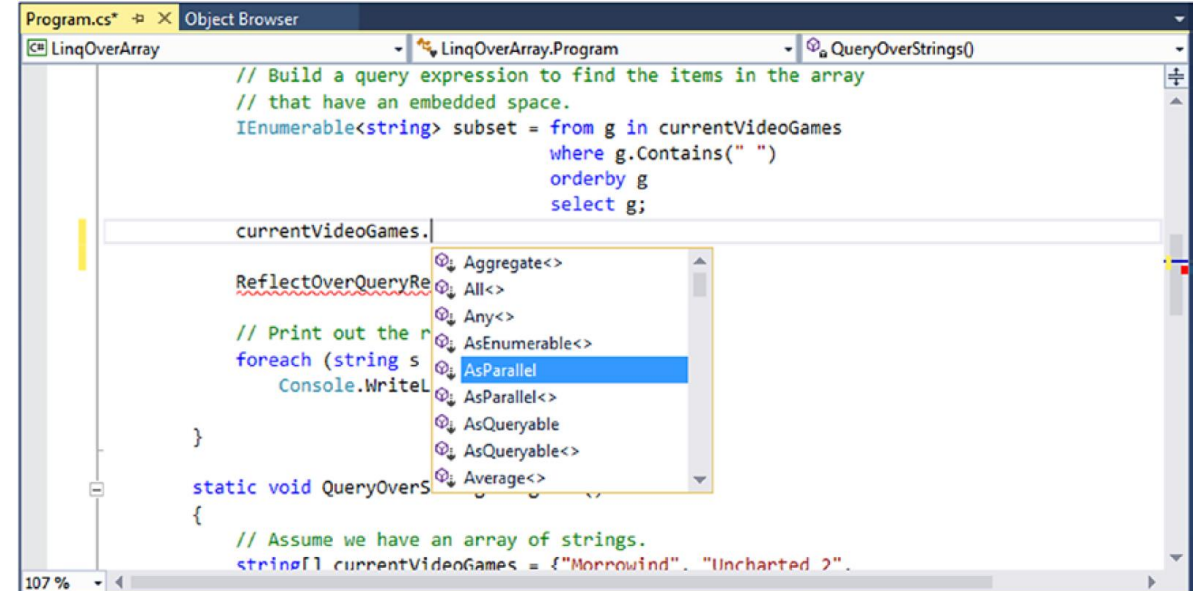 Program.cs* Object Browser
C# LinqOverArray LinqOverArray.Program QueryOverStrings()
// Build a query expression to find the items in the array
// that have an embedded space.
IEnumerable<string> subset = from g in currentVideoGames
where g.Contains(" ")
orderby g
select g;
currentVideoGames.
Aggregate<>
ReflectOverQueryRe
All<>
Any<>
// Print out the r
AsEnumerable<>
foreach (string s
AsParallel
Console.WriteL
AsParallel<>
AsQueryable
}
AsQueryable<>
Average<>
static void QueryOverS
{
// Assume we have an array of strings.
string[] currentVideoGames = {"Morrowind", "Uncharted 2",
107 %